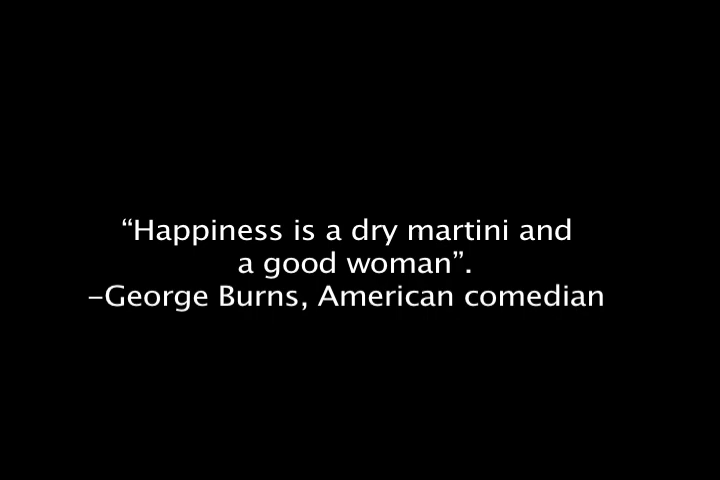 “Happiness is a dry martini and
a good woman”.
–George Burns, American comedian